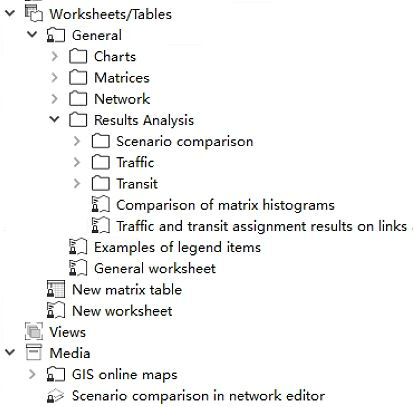 Worksheets/Tables
General
Charts
Matrices
Network
Results Analysis
Scenario comparison
Traffic
Transit
Comparison of matrix histograms
Traffic and transit assignment results on links
Examples of legend items
General worksheet
New matrix table
New worksheet
Views
Media
GIS online maps
Scenario comparison in network editor